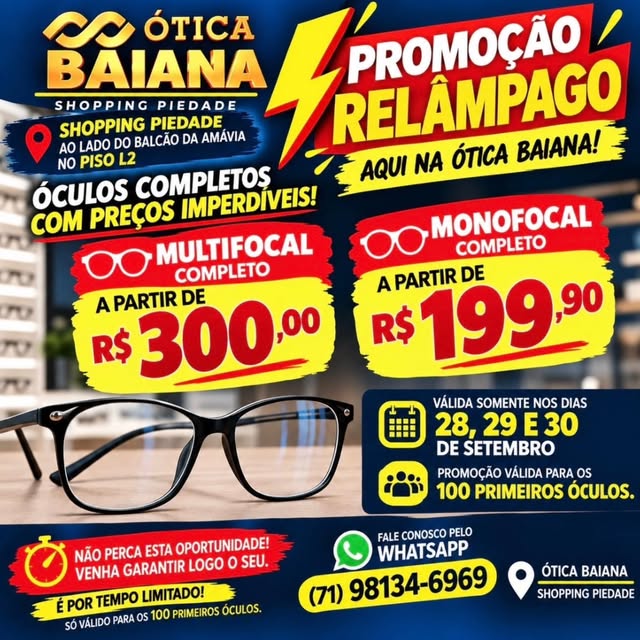 ÓTICA
BAIANA
SHOPPING PIEDADE
SHOPPING PIEDADE
AO LADO DO BALCÃO DA AMÁVIA
NO PISO L2
PROMOÇÃO
RELÂMPAGO
AQUI NA ÓTICA BAIANA!
ÓCULOS COMPLETOS
COM PREÇOS IMPERDÍVEIS!
MULTIFOCAL
COMPLETO
A PARTIR DE
R$ 300,00
MONOFOCAL
COMPLETO
A PARTIR DE
R$ 199,90
VÁLIDA SOMENTE NOS DIAS
28, 29 E 30
DE SETEMBRO
PROMOÇÃO VÁLIDA PARA OS
100 PRIMEIROS ÓCULOS.
NÃO PERCA ESTA OPORTUNIDADE!
VENHA GARANTIR LOGO O SEU.
É POR TEMPO LIMITADO!
SÓ VÁLIDO PARA OS 100 PRIMEIROS ÓCULOS.
FALE CONOSCO PELO
WHATSAPP
(71) 98134-6969
ÓTICA BAIANA
SHOPPING PIEDADE